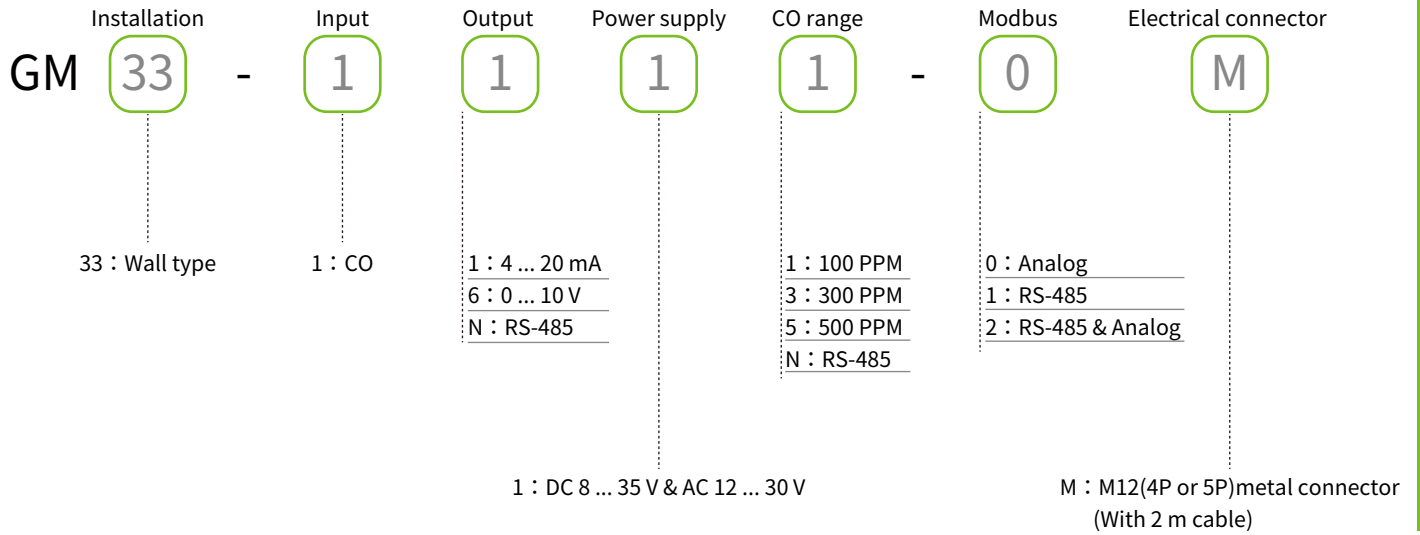 Installation Input Output Power supply CO range Modbus Electrical connector
GM 33 - 1 1 1 1 - 0 M
33：Wall type 1：CO 1：4 ... 20 mA 1：100 PPM 0：Analog
6：0 ... 10 V 3：300 PPM 1：RS-485
N：RS-485 5：500 PPM 2：RS-485 & Analog
N：RS-485
1：DC 8 ... 35 V & AC 12 ... 30 V M：M12(4P or 5P)metal connector
(With 2 m cable)